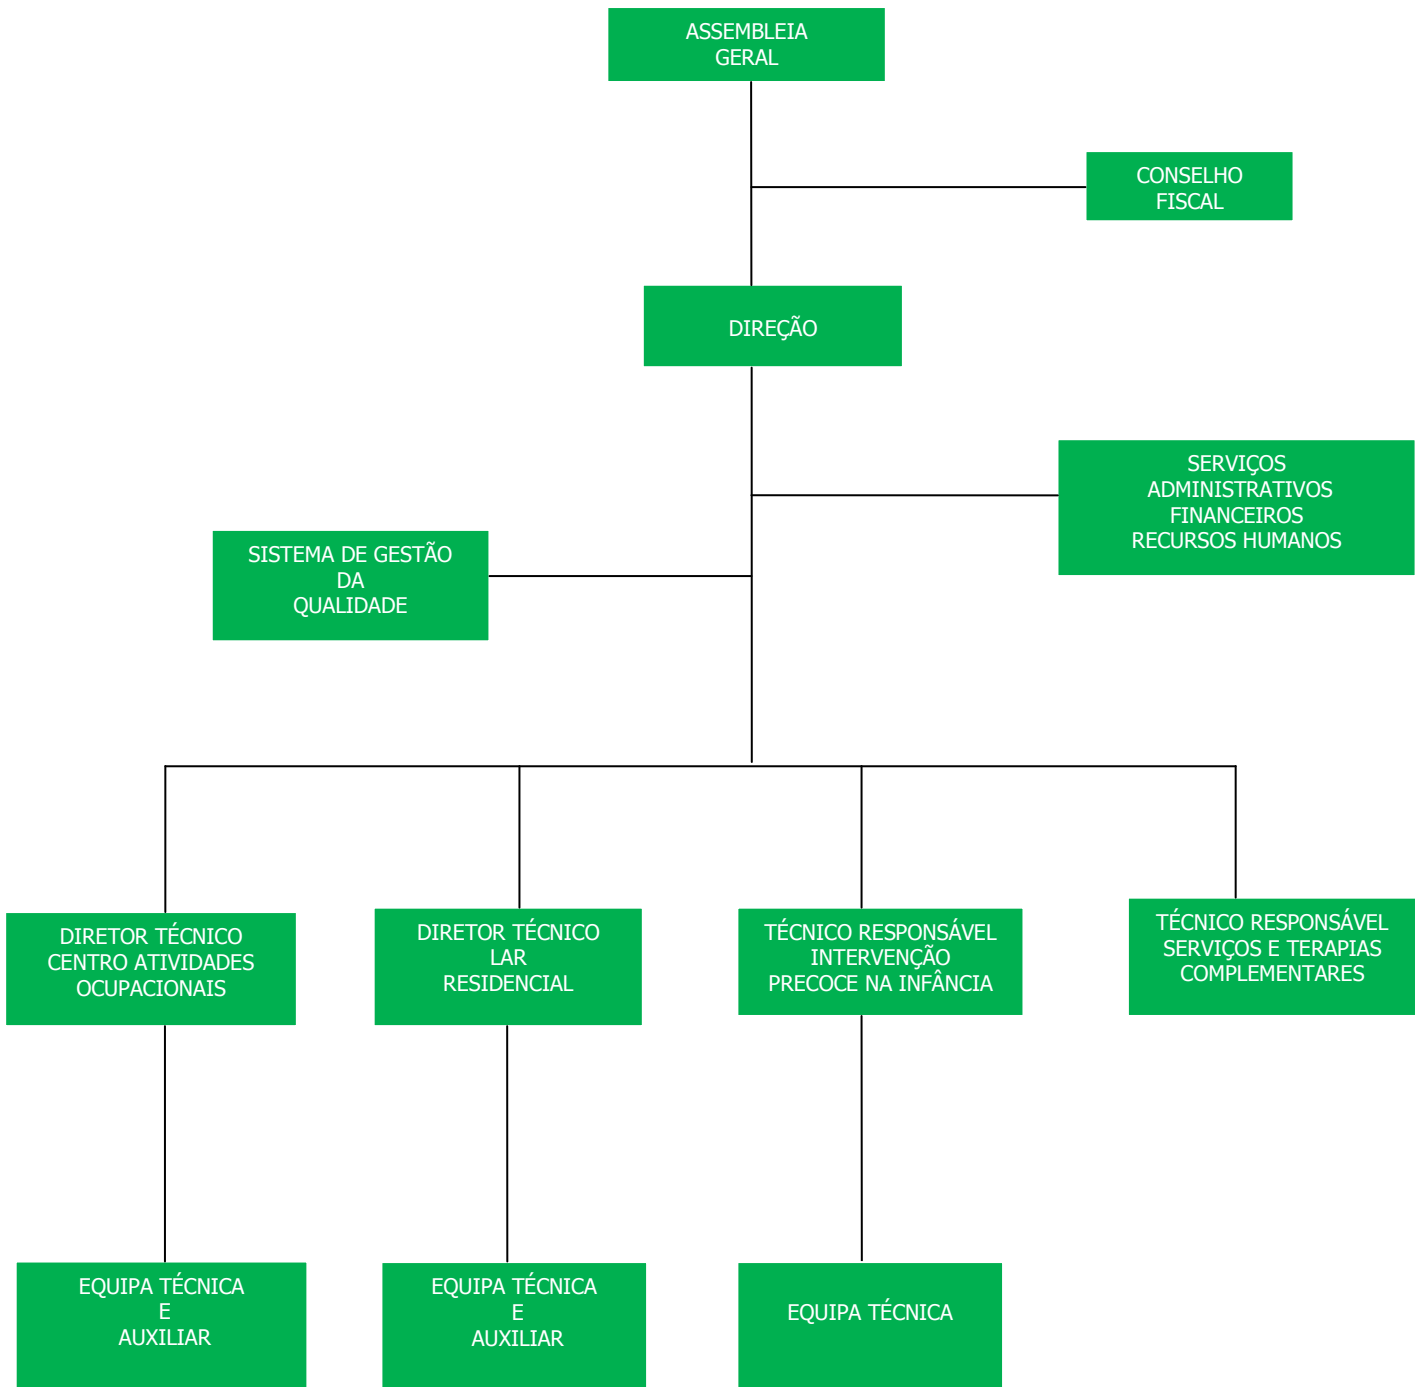 ASSEMBLEIA
GERAL
CONSELHO
FISCAL
DIREÇÃO
SERVIÇOS
ADMINISTRATIVOS
FINANCEIROS
RECURSOS HUMANOS
SISTEMA DE GESTÃO
DA
QUALIDADE
DIRETOR TÉCNICO
CENTRO ATIVIDADES
OCUPACIONAIS
DIRETOR TÉCNICO
LAR
RESIDENCIAL
TÉCNICO RESPONSÁVEL
INTERVENÇÃO
PRECOCE NA INFÂNCIA
TÉCNICO RESPONSÁVEL
SERVIÇOS E TERAPIAS
COMPLEMENTARES
EQUIPA TÉCNICA
E
AUXILIAR
EQUIPA TÉCNICA
E
AUXILIAR
EQUIPA TÉCNICA